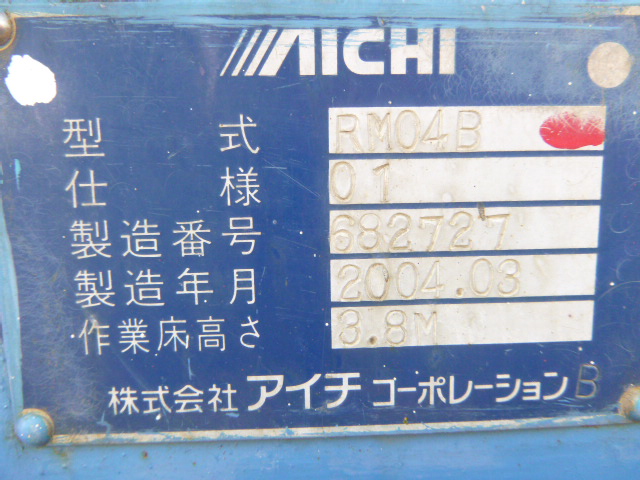 AICHI
型式 RM04B
仕様 01
製造番号 682727
製造年月 2004.03
作業床高さ 3.8M
株式会社 アイチ コーポレーション B